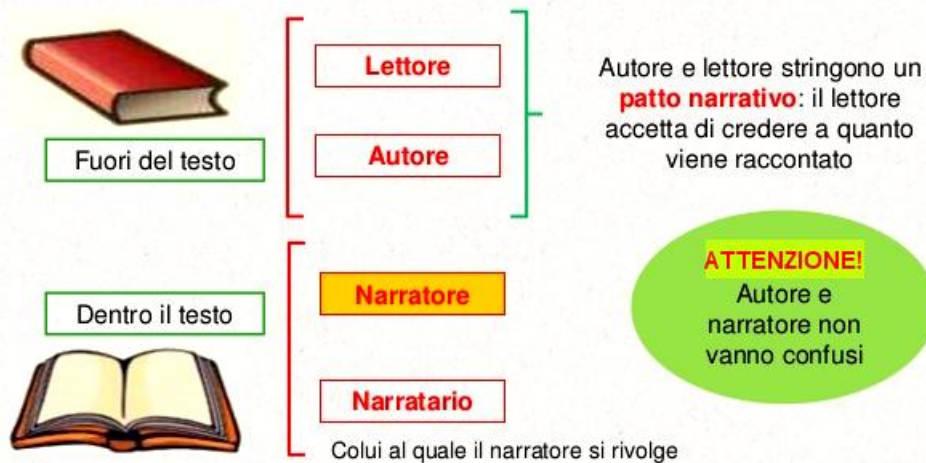 Lettore
Autore
Fuori del testo
Autore e lettore stringono un
patto narrativo: il lettore
accetta di credere a quanto
viene raccontato
Narratore
Dentro il testo
Narratario
Colui al quale il narratore si rivolge
ATTENZIONE!
Autore e
narratore non
vanno confusi